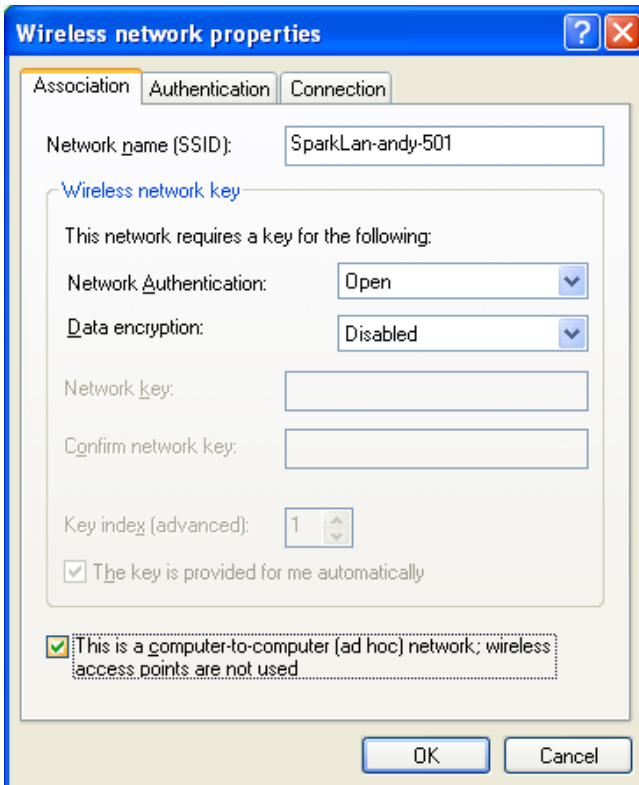 Wireless network properties
Association Authentication Connection
Network name (SSID): SparkLan-andy-501
Wireless network key
This network requires a key for the following:
Network Authentication: Open
Data encryption: Disabled
Network key:
Confirm network key:
Key index (advanced): 1
The key is provided for me automatically
This is a computer-to-computer (ad hoc) network; wireless
access points are not used
OK Cancel